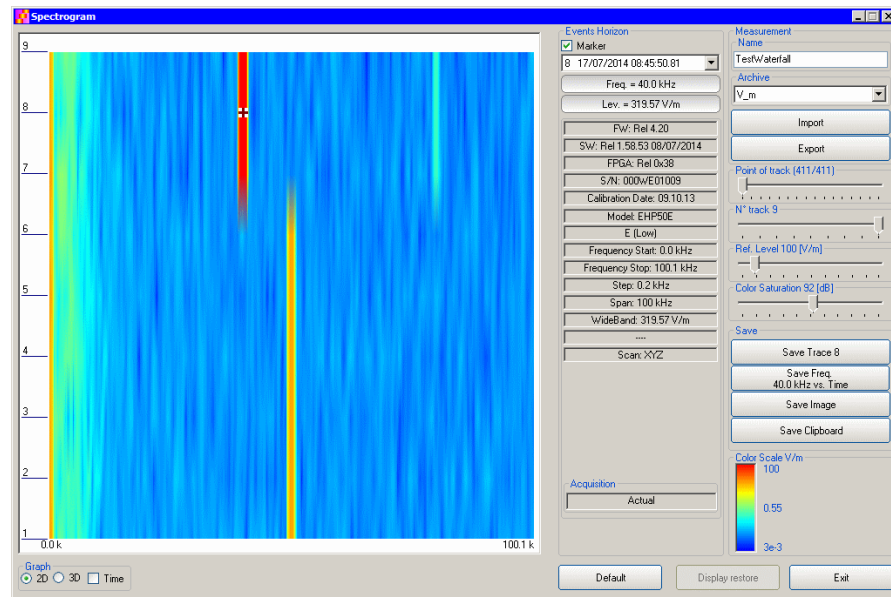 Spectrogram
9
8
7
6
5
4
3
2
1
0.0 k 100.1 k
Graph
2D 3D Time
Events Horizon
Marker
8 17/07/2014 08:45:50.81
Freq. = 40.0 kHz
Lev. = 319.57 V/m
FW: Rel 4.20
SW: Rel 1.58.53 08/07/2014
FPGA: Rel 0x38
S/N: 000WE01009
Calibration Date: 09.10.13
Model: EHP50E
E (Low)
Frequency Start: 0.0 kHz
Frequency Stop: 100.1 kHz
Step: 0.2 kHz
Span: 100 kHz
WideBand: 319.57 V/m
----
Scan: XYZ
Acquisition
Actual
Measurement
Name
TestWaterfall
Archive
V_m
Import
Export
Point of track (411/411)
N° track 9
Ref. Level 100 [V/m]
Color Saturation 92 [dB]
Save
Save Trace 8
Save Freq.
40.0 kHz vs. Time
Save Image
Save Clipboard
Color Scale V/m
100
0.55
3e-3
Default
Display restore
Exit